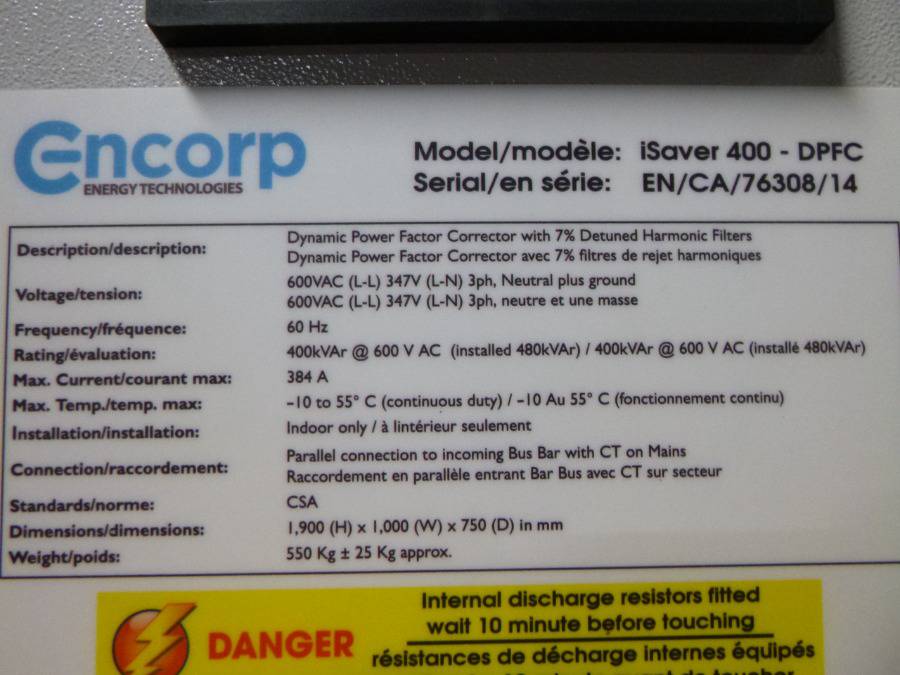 encorp
ENERGY TECHNOLOGIES
Model/modèle: iSaver 400 - DPFC
Serial/en série: EN/CA/76308/14
Description/description: Dynamic Power Factor Corrector with 7% Detuned Harmonic Filters
Dynamic Power Factor Corrector avec 7% filtres de rejet harmoniques
Voltage/tension: 600VAC (L-L) 347V (L-N) 3ph, Neutral plus ground
600VAC (L-L) 347V (L-N) 3ph, neutre et une masse
Frequency/fréquence: 60 Hz
Rating/évaluation: 400kVAr @ 600 V AC (installed 480kVAr) / 400kVAr @ 600 V AC (installé 480kVAr)
Max. Current/courant max: 384 A
Max. Temp./temp. max: –10 to 55° C (continuous duty) / –10 Au 55° C (fonctionnement continu)
Installation/installation: Indoor only / à lintérieur seulement
Connection/raccordement: Parallel connection to incoming Bus Bar with CT on Mains
Raccordement en parallèle entrant Bar Bus avec CT sur secteur
Standards/norme: CSA
Dimensions/dimensions: 1,900 (H) x 1,000 (W) x 750 (D) in mm
Weight/poids: 550 Kg ± 25 Kg approx.
DANGER
Internal discharge resistors fitted
wait 10 minute before touching
résistances de décharge internes équipés